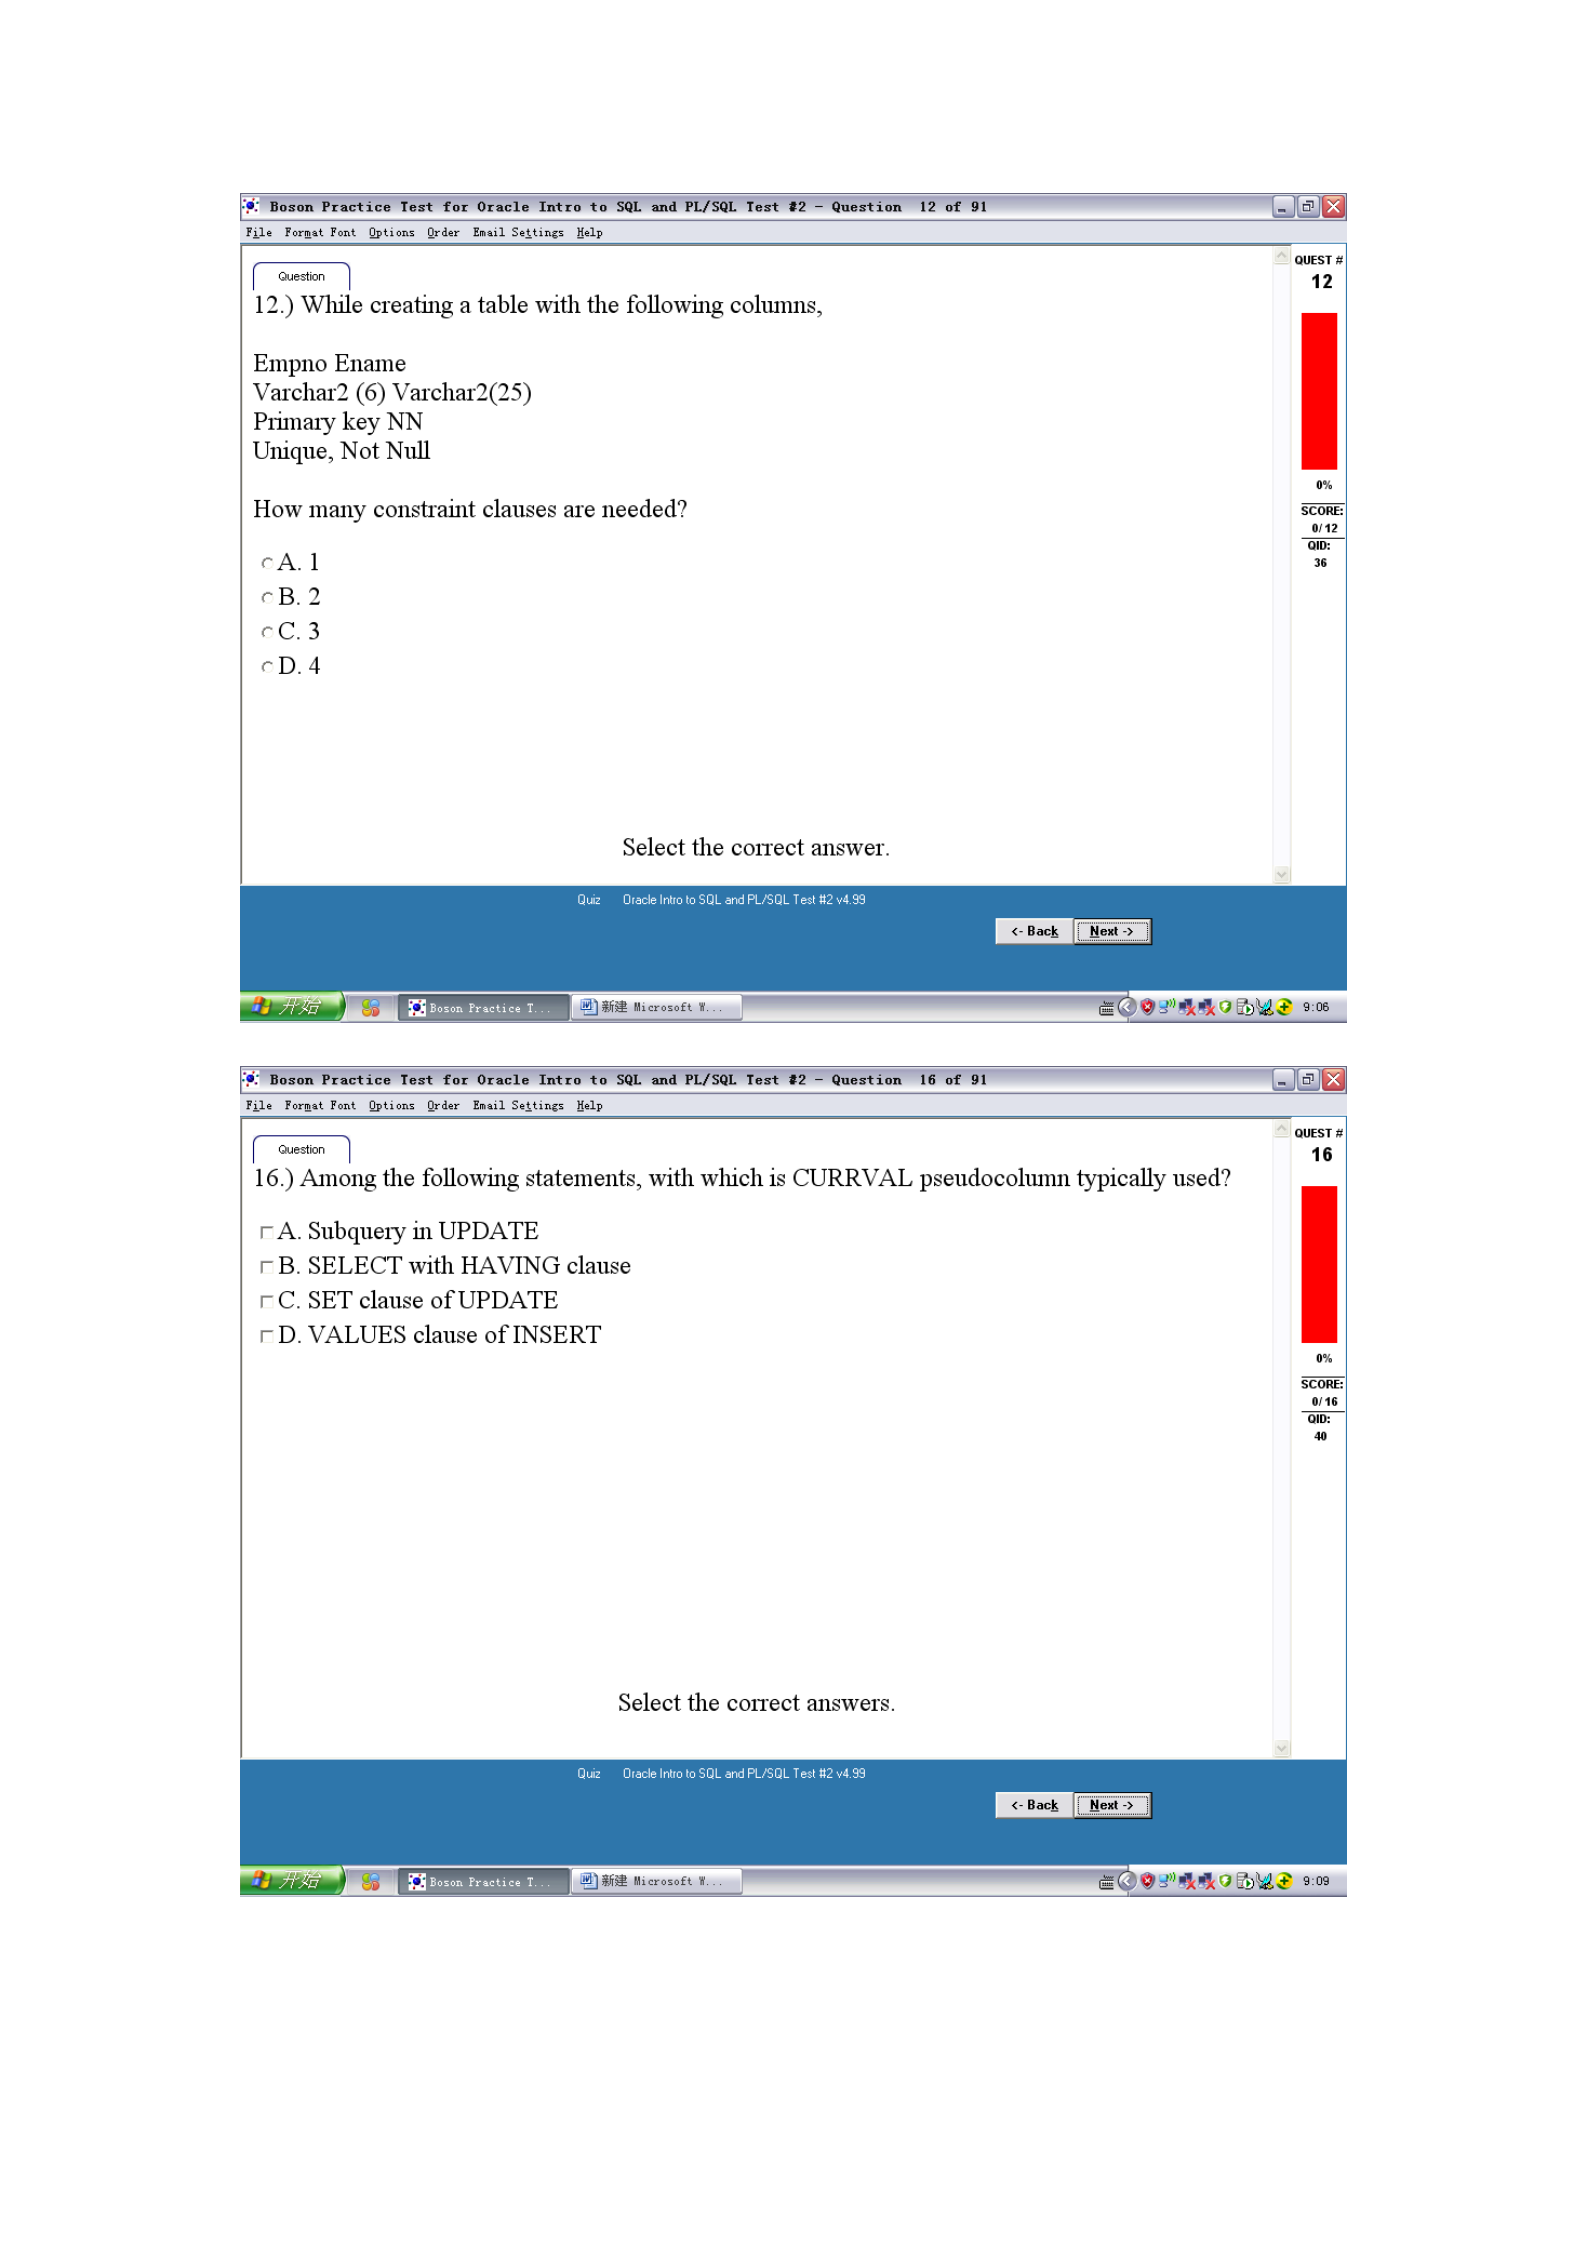 Boson Practice Test for Oracle Intro to SQL and PL/SQL Test #2 - Question 12 of 91
File Format Font Options Order Email Settings Help
Question
QUEST #
12
12.) While creating a table with the following columns,
Empno Ename
Varchar2 (6) Varchar2(25)
Primary key NN
Unique, Not Null
How many constraint clauses are needed?
A. 1
B. 2
C. 3
D. 4
0%
SCORE:
0/12
QID:
36
Select the correct answer.
Quiz Oracle Intro to SQL and PL/SQL Test #2 v4.99
<- Back Next ->
开始 Boson Practice T... 新建 Microsoft W... 9:06
Boson Practice Test for Oracle Intro to SQL and PL/SQL Test #2 - Question 16 of 91
File Format Font Options Order Email Settings Help
Question
QUEST #
16
16.) Among the following statements, with which is CURRVAL pseudocolumn typically used?
A. Subquery in UPDATE
B. SELECT with HAVING clause
C. SET clause of UPDATE
D. VALUES clause of INSERT
0%
SCORE:
0/16
QID:
40
Select the correct answers.
Quiz Oracle Intro to SQL and PL/SQL Test #2 v4.99
<- Back Next ->
开始 Boson Practice T... 新建 Microsoft W... 9:09